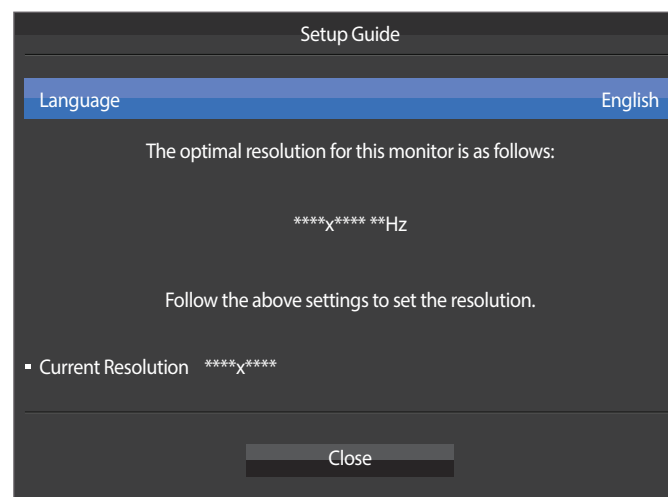 Setup Guide
Language English
The optimal resolution for this monitor is as follows:
****x**** **Hz
Follow the above settings to set the resolution.
Current Resolution ****x****
Close